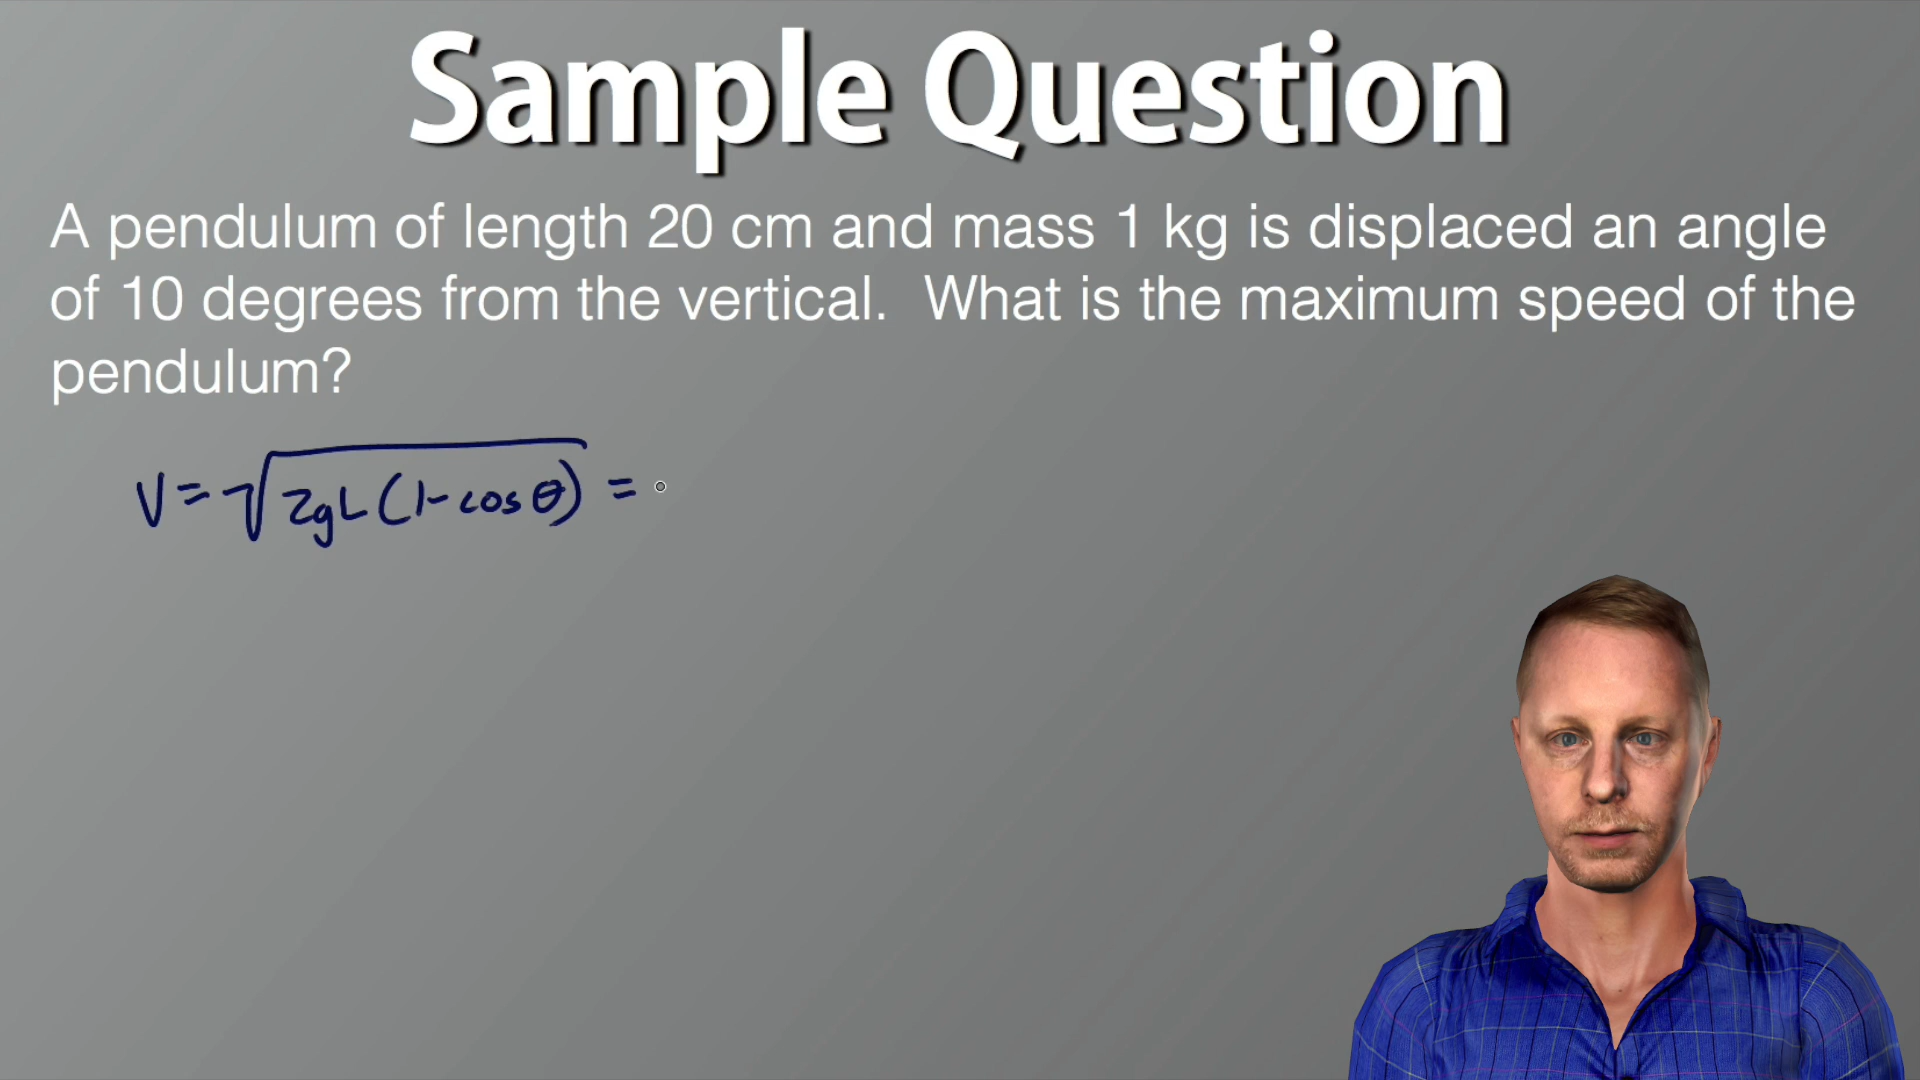 Sample Question
A pendulum of length 20 cm and mass 1 kg is displaced an angle
of 10 degrees from the vertical.  What is the maximum speed of the
pendulum?
V = √2gL(1-cosθ) =